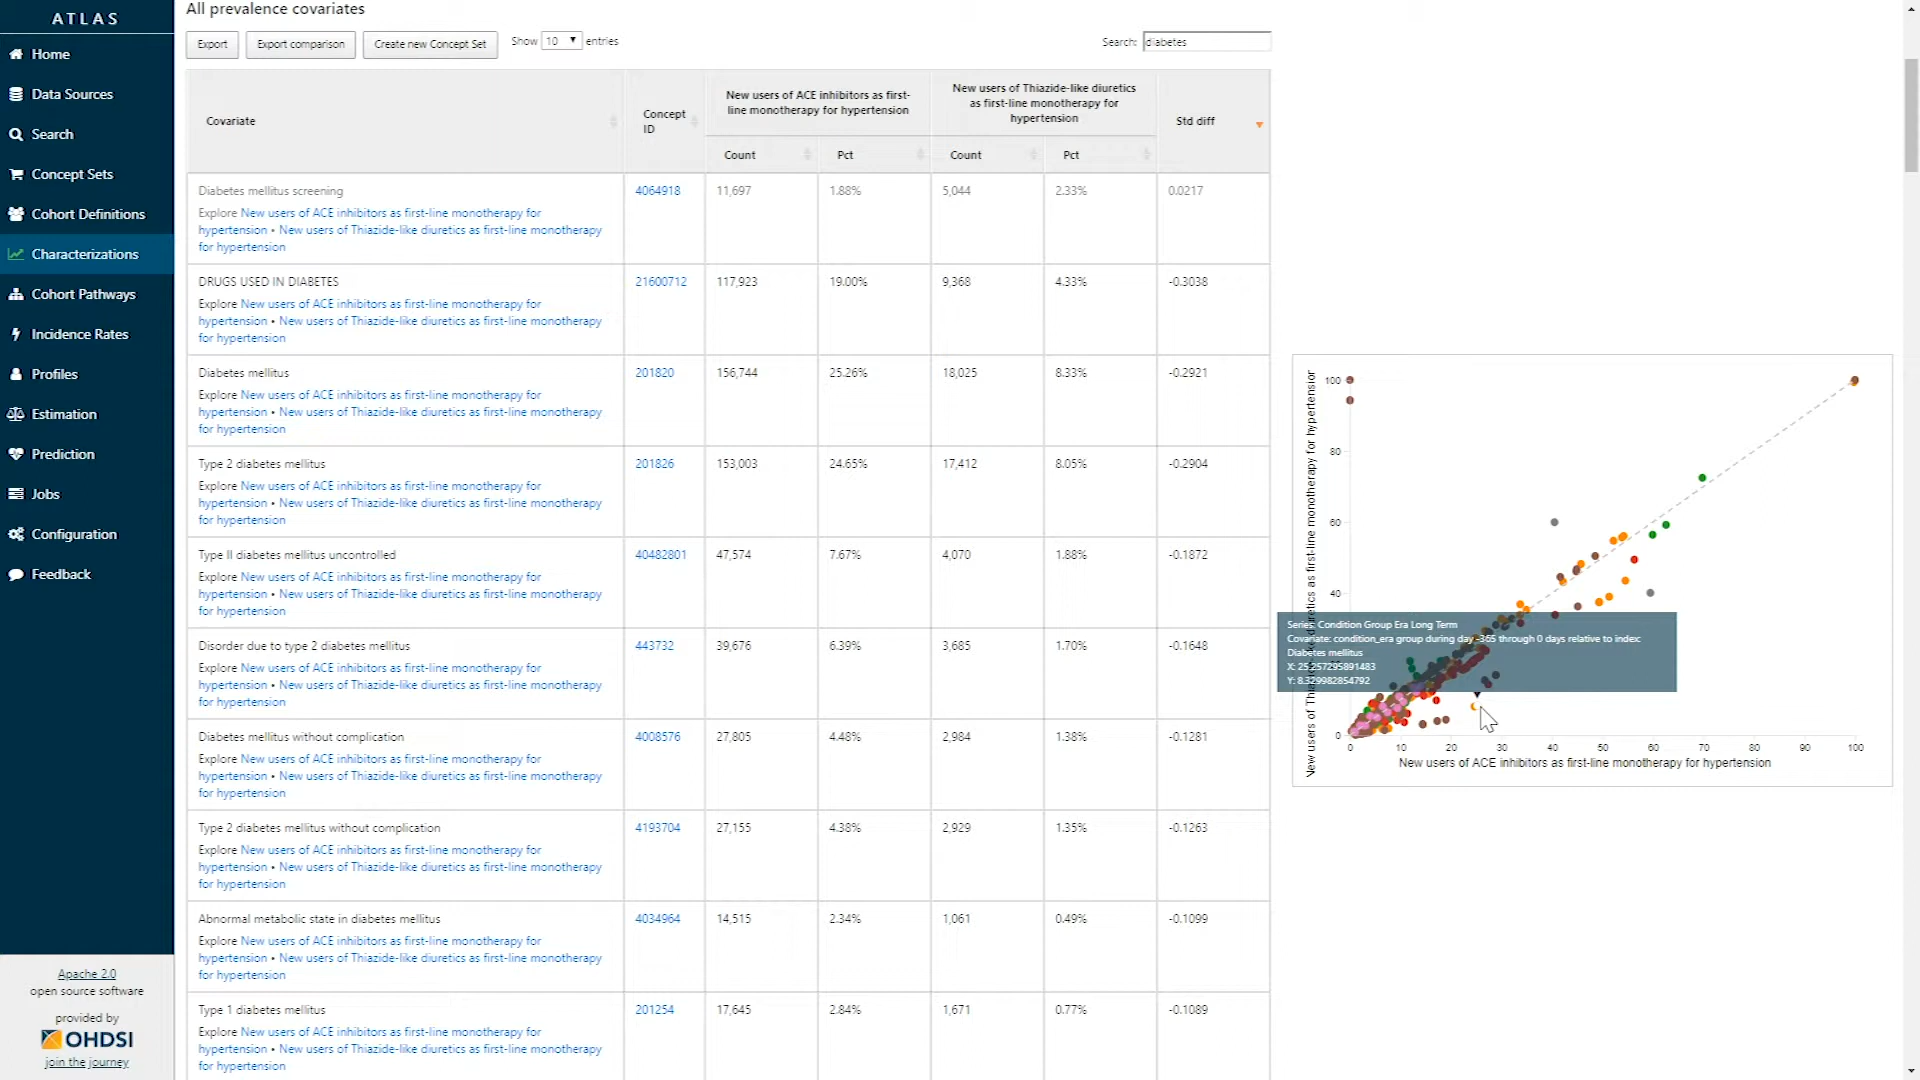 ATLAS
Home
Data Sources
Search
Concept Sets
Cohort Definitions
Characterizations
Cohort Pathways
Incidence Rates
Profiles
Estimation
Prediction
Jobs
Configuration
Feedback
Apache 2.0
open source software
provided by
OHDSI
join the journey
All prevalence covariates
Export
Export comparison
Create new Concept Set
Show 10 entries
Search: diabetes
Covariate
Concept
ID
New users of ACE inhibitors as first-
line monotherapy for hypertension
New users of Thiazide-like diuretics
as first-line monotherapy for
hypertension
Std diff
Count Pct Count Pct
Diabetes mellitus screening 4064918 11,697 1.88% 5,044 2.33% 0.0217
Explore New users of ACE inhibitors as first-line monotherapy for
hypertension • New users of Thiazide-like diuretics as first-line monotherapy
for hypertension
DRUGS USED IN DIABETES 21600712 117,923 19.00% 9,368 4.33% -0.3038
Explore New users of ACE inhibitors as first-line monotherapy for
hypertension • New users of Thiazide-like diuretics as first-line monotherapy
for hypertension
Diabetes mellitus 201820 156,744 25.26% 18,025 8.33% -0.2921
Explore New users of ACE inhibitors as first-line monotherapy for
hypertension • New users of Thiazide-like diuretics as first-line monotherapy
for hypertension
Type 2 diabetes mellitus 201826 153,003 24.65% 17,412 8.05% -0.2904
Explore New users of ACE inhibitors as first-line monotherapy for
hypertension • New users of Thiazide-like diuretics as first-line monotherapy
for hypertension
Type II diabetes mellitus uncontrolled 40482801 47,574 7.67% 4,070 1.88% -0.1872
Explore New users of ACE inhibitors as first-line monotherapy for
hypertension • New users of Thiazide-like diuretics as first-line monotherapy
for hypertension
Disorder due to type 2 diabetes mellitus 443732 39,676 6.39% 3,685 1.70% -0.1648
Explore New users of ACE inhibitors as first-line monotherapy for
hypertension • New users of Thiazide-like diuretics as first-line monotherapy
for hypertension
Diabetes mellitus without complication 4008576 27,805 4.48% 2,984 1.38% -0.1281
Explore New users of ACE inhibitors as first-line monotherapy for
hypertension • New users of Thiazide-like diuretics as first-line monotherapy
for hypertension
Type 2 diabetes mellitus without complication 4193704 27,155 4.38% 2,929 1.35% -0.1263
Explore New users of ACE inhibitors as first-line monotherapy for
hypertension • New users of Thiazide-like diuretics as first-line monotherapy
for hypertension
Abnormal metabolic state in diabetes mellitus 4034964 14,515 2.34% 1,061 0.49% -0.1099
Explore New users of ACE inhibitors as first-line monotherapy for
hypertension • New users of Thiazide-like diuretics as first-line monotherapy
for hypertension
Type 1 diabetes mellitus 201254 17,645 2.84% 1,671 0.77% -0.1089
Explore New users of ACE inhibitors as first-line monotherapy for
hypertension • New users of Thiazide-like diuretics as first-line monotherapy
for hypertension
100
80
60
40
0
Series: Condition Group Era Long Term
Covariate: condition_era group during day -365 through 0 days relative to index:
Diabetes mellitus
X: 25.257295891483
Y: 8.329982854792
0 10 20 30 40 50 60 70 80 90 100
New users of ACE inhibitors as first-line monotherapy for hypertension